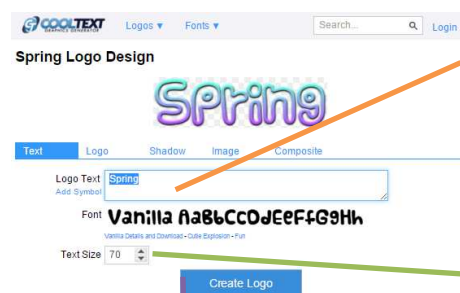 COOLTEXT Logos ▾ Fonts ▾ Search... Login
GRAPHICS GENERATOR
Spring Logo Design
Spring
Text Logo Shadow Image Composite
Logo Text Spring
Add Symbol
Font Vanilla AaBbCcDdEeFfGgHh
Vanilla Details and Download - Cutie Explosion - Fun
Text Size 70
Create Logo